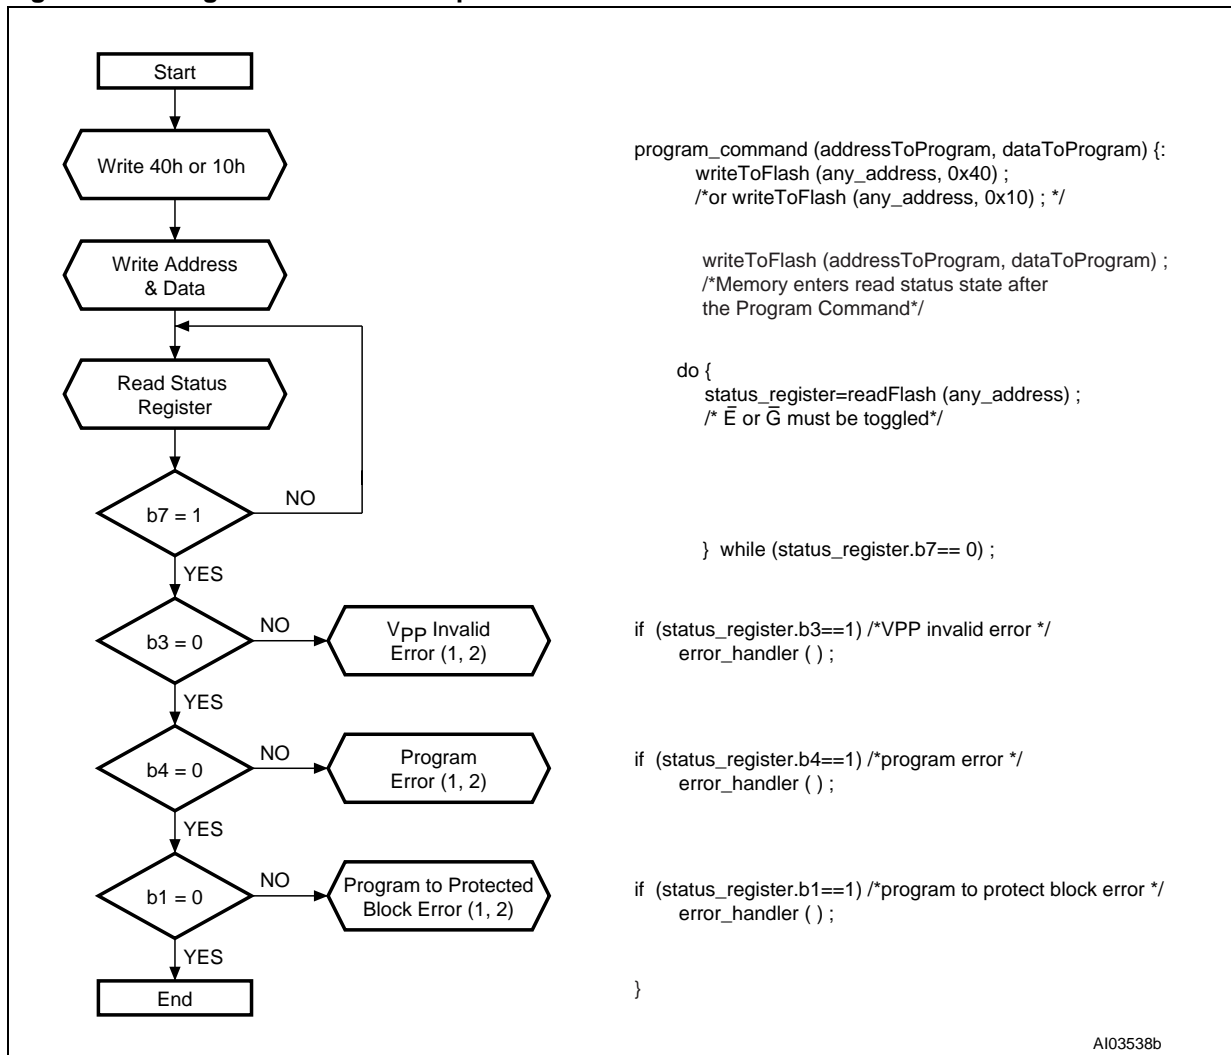 Start
Write 40h or 10h
Write Address
& Data
Read Status
Register
b7 = 1
NO
YES
b3 = 0
NO
VPP Invalid
Error (1, 2)
YES
b4 = 0
NO
Program
Error (1, 2)
YES
b1 = 0
NO
Program to Protected
Block Error (1, 2)
YES
End
program_command (addressToProgram, dataToProgram) {:
writeToFlash (any_address, 0x40) ;
/*or writeToFlash (any_address, 0x10) ; */
writeToFlash (addressToProgram, dataToProgram) ;
/*Memory enters read status state after
the Program Command*/
do {
status_register=readFlash (any_address) ;
/* E̅ or G̅ must be toggled*/
} while (status_register.b7== 0) ;
if (status_register.b3==1) /*VPP invalid error */
error_handler ( ) ;
if (status_register.b4==1) /*program error */
error_handler ( ) ;
if (status_register.b1==1) /*program to protect block error */
error_handler ( ) ;
}
AI03538b